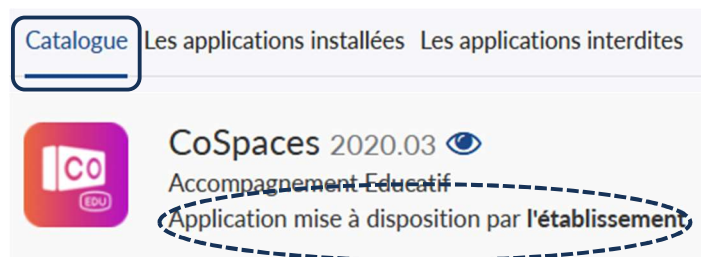 Catalogue Les applications installées Les applications interdites
CO
EDU
CoSpaces 2020.03
Accompagnement Educatif
Application mise à disposition par l'établissement